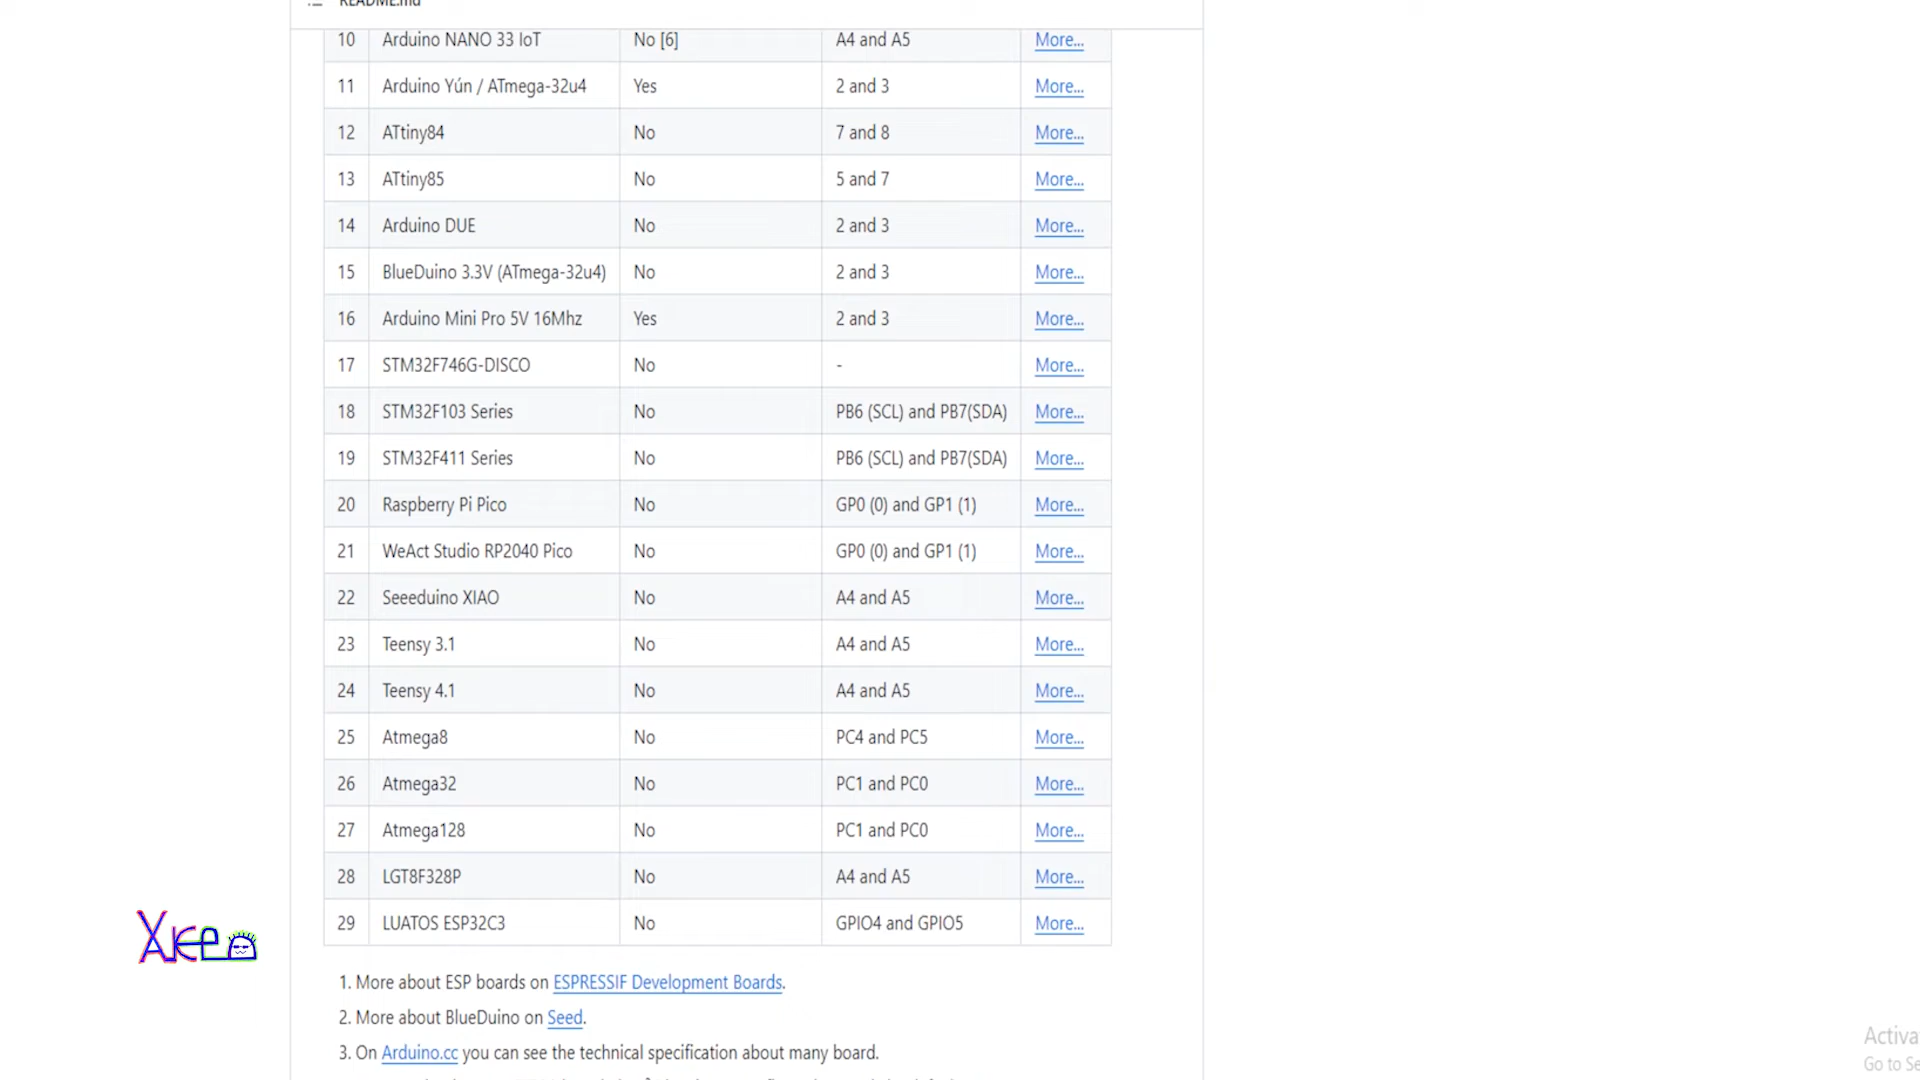 README.md
10 Arduino NANO 33 IoT No [6] A4 and A5 More...
11 Arduino Yún / ATmega-32u4 Yes 2 and 3 More...
12 ATtiny84 No 7 and 8 More...
13 ATtiny85 No 5 and 7 More...
14 Arduino DUE No 2 and 3 More...
15 BlueDuino 3.3V (ATmega-32u4) No 2 and 3 More...
16 Arduino Mini Pro 5V 16Mhz Yes 2 and 3 More...
17 STM32F746G-DISCO No - More...
18 STM32F103 Series No PB6 (SCL) and PB7(SDA) More...
19 STM32F411 Series No PB6 (SCL) and PB7(SDA) More...
20 Raspberry Pi Pico No GP0 (0) and GP1 (1) More...
21 WeAct Studio RP2040 Pico No GP0 (0) and GP1 (1) More...
22 Seeeduino XIAO No A4 and A5 More...
23 Teensy 3.1 No A4 and A5 More...
24 Teensy 4.1 No A4 and A5 More...
25 Atmega8 No PC4 and PC5 More...
26 Atmega32 No PC1 and PC0 More...
27 Atmega128 No PC1 and PC0 More...
28 LGT8F328P No A4 and A5 More...
29 LUATOS ESP32C3 No GPIO4 and GPIO5 More...
1. More about ESP boards on ESPRESSIF Development Boards.
2. More about BlueDuino on Seed.
3. On Arduino.cc you can see the technical specification about many board.
Activa
Go to Se